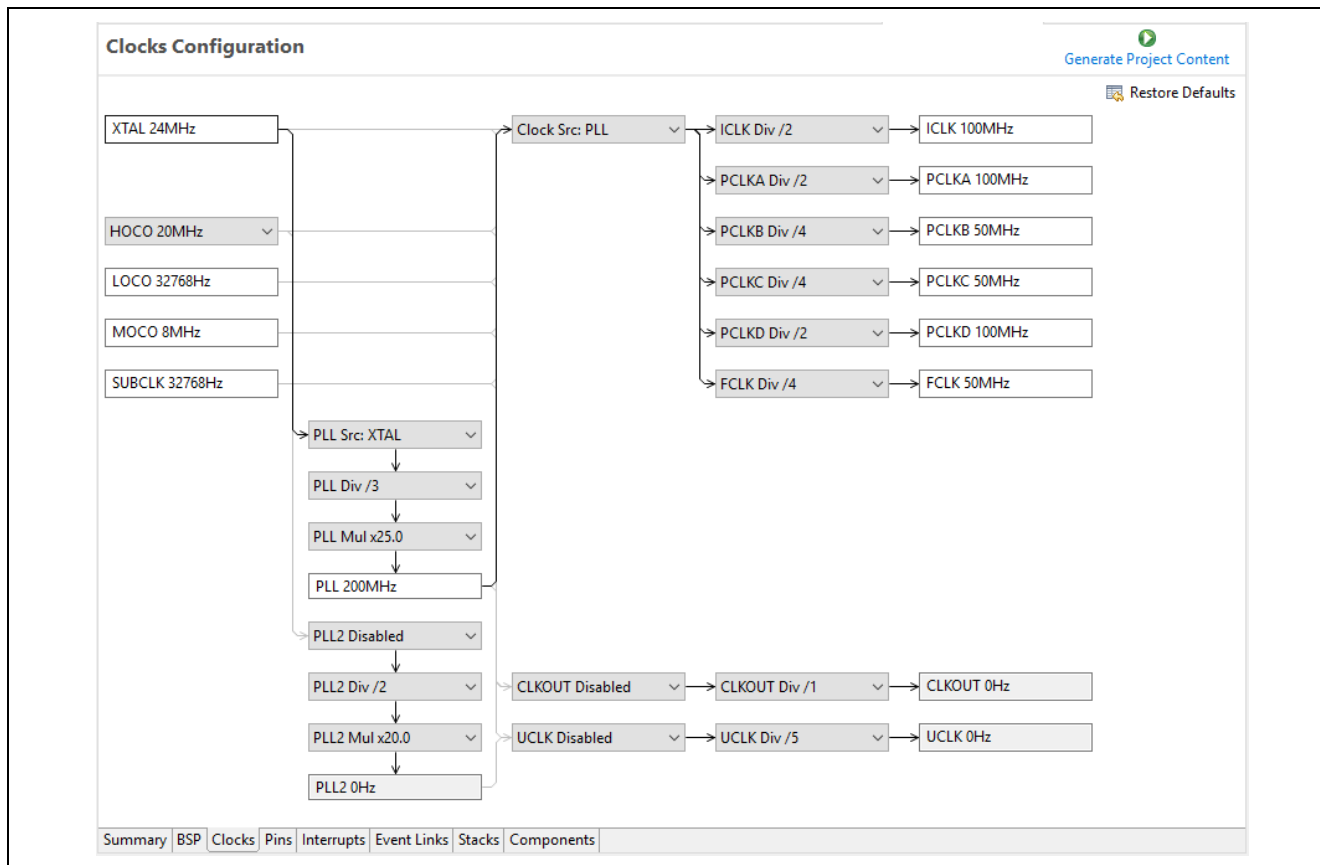 Clocks Configuration
Generate Project Content
Restore Defaults
XTAL 24MHz
Clock Src: PLL
ICLK Div /2
ICLK 100MHz
PCLKA Div /2
PCLKA 100MHz
HOCO 20MHz
PCLKB Div /4
PCLKB 50MHz
LOCO 32768Hz
PCLKC Div /4
PCLKC 50MHz
MOCO 8MHz
PCLKD Div /2
PCLKD 100MHz
SUBCLK 32768Hz
FCLK Div /4
FCLK 50MHz
PLL Src: XTAL
PLL Div /3
PLL Mul x25.0
PLL 200MHz
PLL2 Disabled
PLL2 Div /2
CLKOUT Disabled
CLKOUT Div /1
CLKOUT 0Hz
PLL2 Mul x20.0
UCLK Disabled
UCLK Div /5
UCLK 0Hz
PLL2 0Hz
Summary BSP Clocks Pins Interrupts Event Links Stacks Components